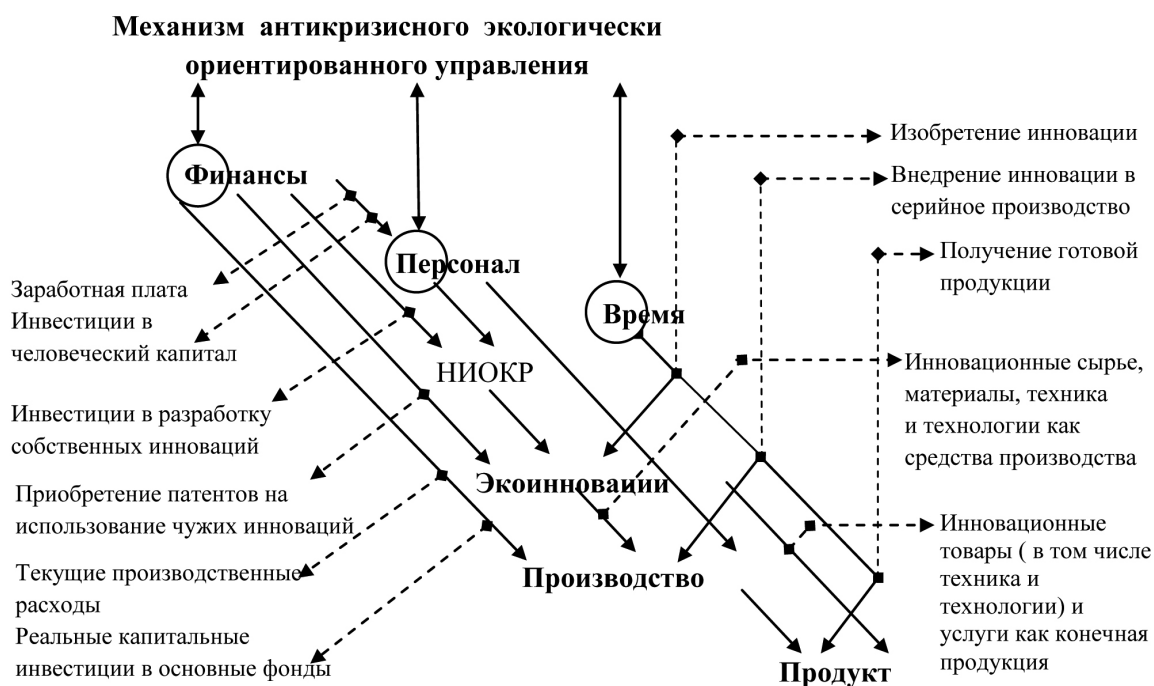 Механизм антикризисного экологически
ориентированного управления
Финансы
Персонал
Время
НИОКР
Экоинновации
Производство
Продукт
Заработная плата
Инвестиции в
человеческий капитал
Инвестиции в разработку
собственных инноваций
Приобретение патентов на
использование чужих инноваций
Текущие производственные
расходы
Реальные капитальные
инвестиции в основные фонды
Изобретение инновации
Внедрение инновации в
серийное производство
Получение готовой
продукции
Инновационные сырье,
материалы, техника
и технологии как
средства производства
Инновационные
товары ( в том числе
техника и
технологии) и
услуги как конечная
продукция